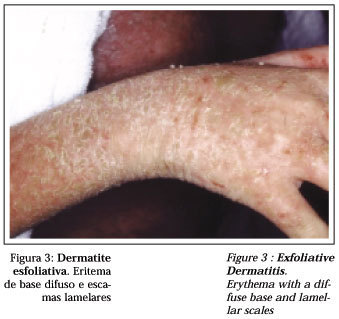 Figura 3: Dermatite
esfoliativa. Eritema
de base difuso e esca-
mas lamelares
Figure 3 : Exfoliative
Dermatitis.
Erythema with a dif-
fuse base and lamel-
lar scales